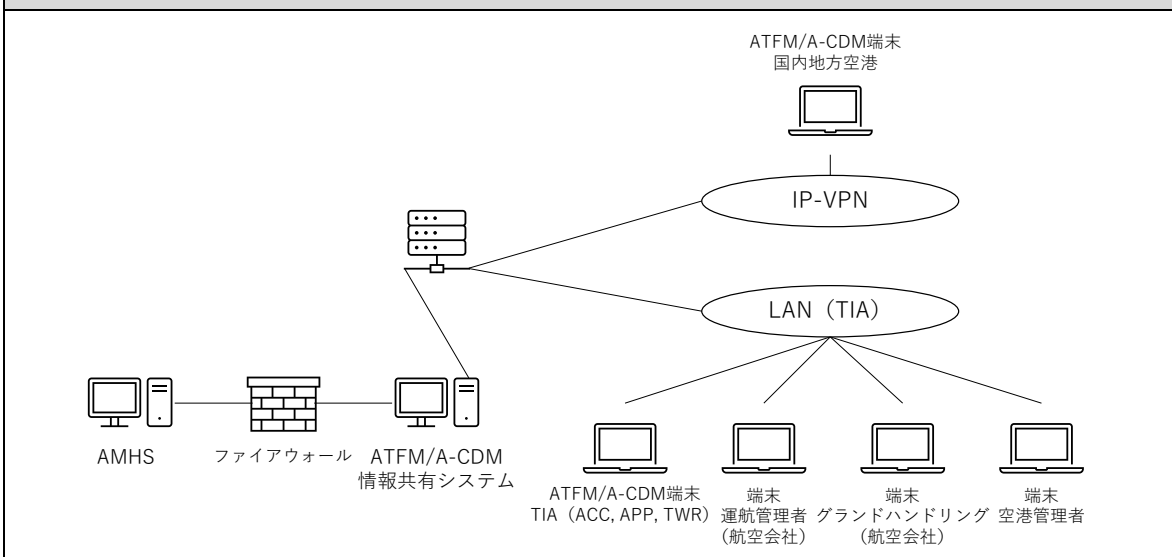 ATFM/A-CDM端末
国内地方空港
IP-VPN
LAN（TIA）
AMHS
ファイアウォール
ATFM/A-CDM
情報共有システム
ATFM/A-CDM端末
TIA（ACC, APP, TWR）
端末
運航管理者
（航空会社）
端末
グランドハンドリング
（航空会社）
端末
空港管理者